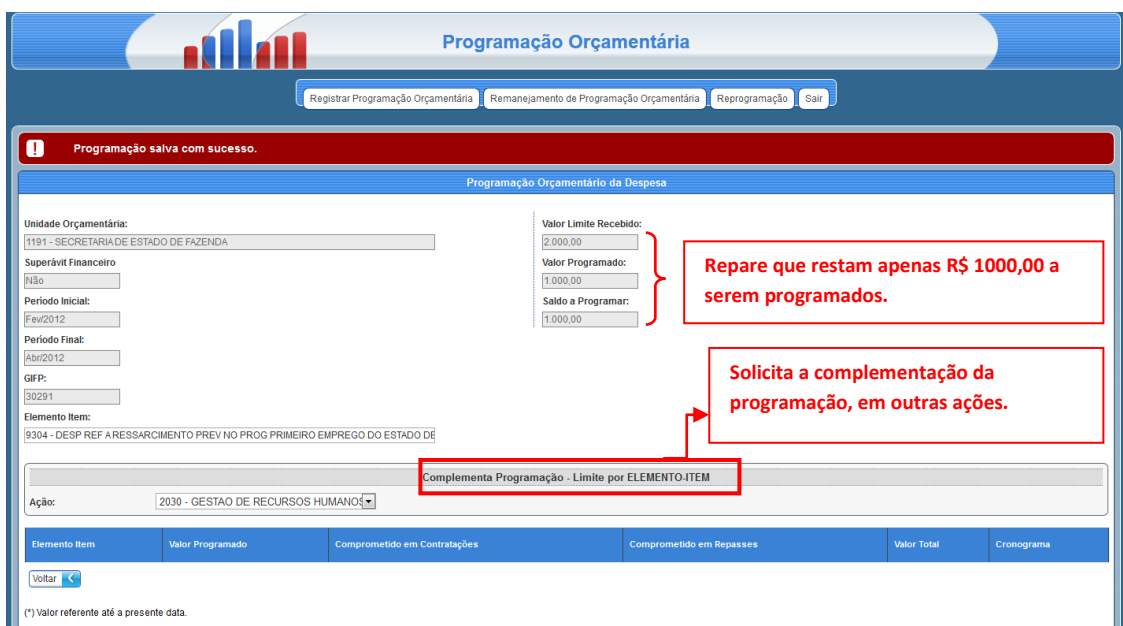 Programação Orçamentária
Registrar Programação Orçamentária Remanejamento de Programação Orçamentária Reprogramação Sair
! Programação salva com sucesso.
Programação Orçamentário da Despesa
Unidade Orçamentária:
1191 - SECRETARIA DE ESTADO DE FAZENDA
Superávit Financeiro
Não
Período Inicial:
Fev/2012
Período Final:
Abr/2012
GIFP:
30291
Elemento Item:
9304 - DESP REF A RESSARCIMENTO PREV NO PROG PRIMEIRO EMPREGO DO ESTADO DE
Valor Limite Recebido:
2.000,00
Valor Programado:
1.000,00
Saldo a Programar:
1.000,00
Repare que restam apenas R$ 1000,00 a
serem programados.
Solicita a complementação da
programação, em outras ações.
Complementa Programação - Limite por ELEMENTO-ITEM
Ação: 2030 - GESTAO DE RECURSOS HUMANOS
Elemento Item Valor Programado Comprometido em Contratações Comprometido em Repasses Valor Total Cronograma
Voltar
(*) Valor referente até a presente data.